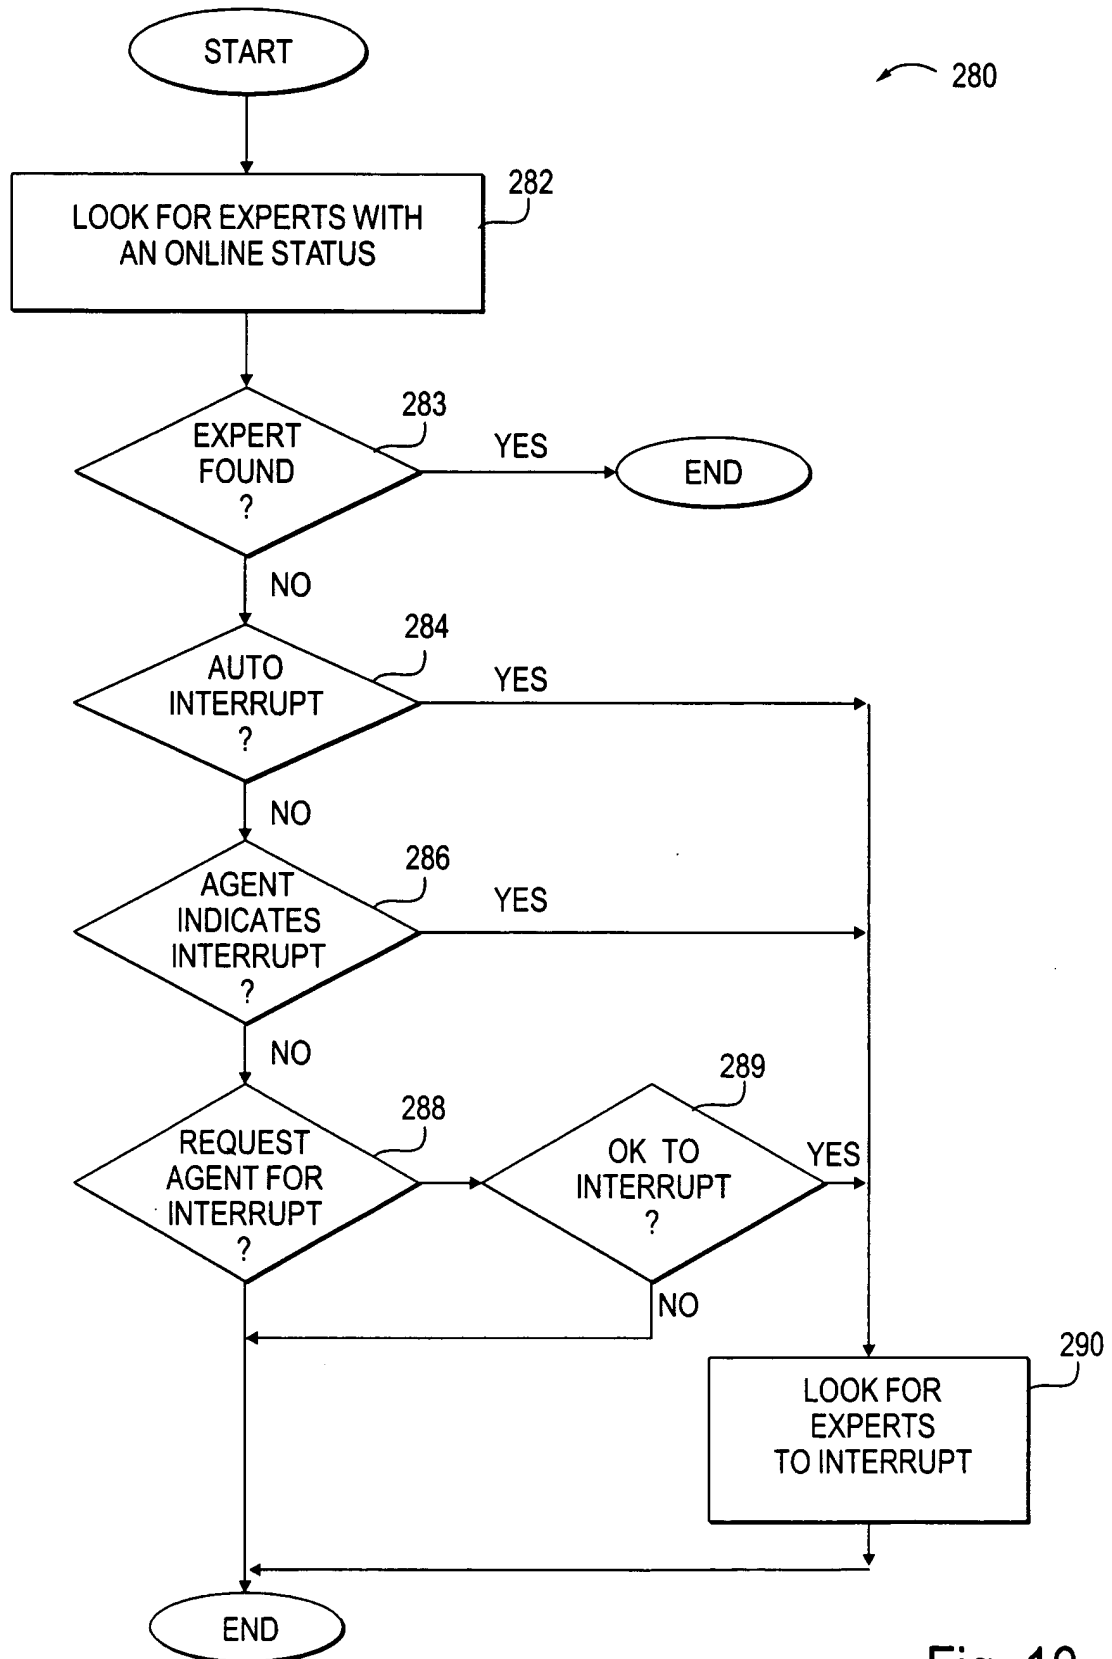 START
280
282
LOOK FOR EXPERTS WITH
AN ONLINE STATUS
283
EXPERT
FOUND
?
YES
END
NO
284
AUTO
INTERRUPT
?
YES
NO
286
AGENT
INDICATES
INTERRUPT
?
YES
NO
288
REQUEST
AGENT FOR
INTERRUPT
?
289
OK TO
INTERRUPT
?
YES
NO
290
LOOK FOR
EXPERTS
TO INTERRUPT
END